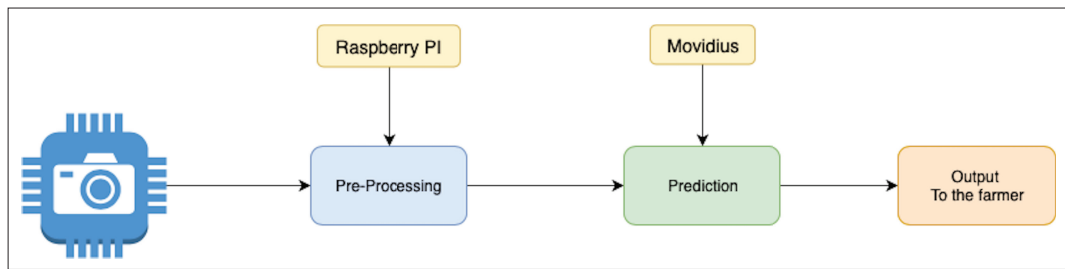 Raspberry PI
Movidius
Pre-Processing
Prediction
Output
To the farmer